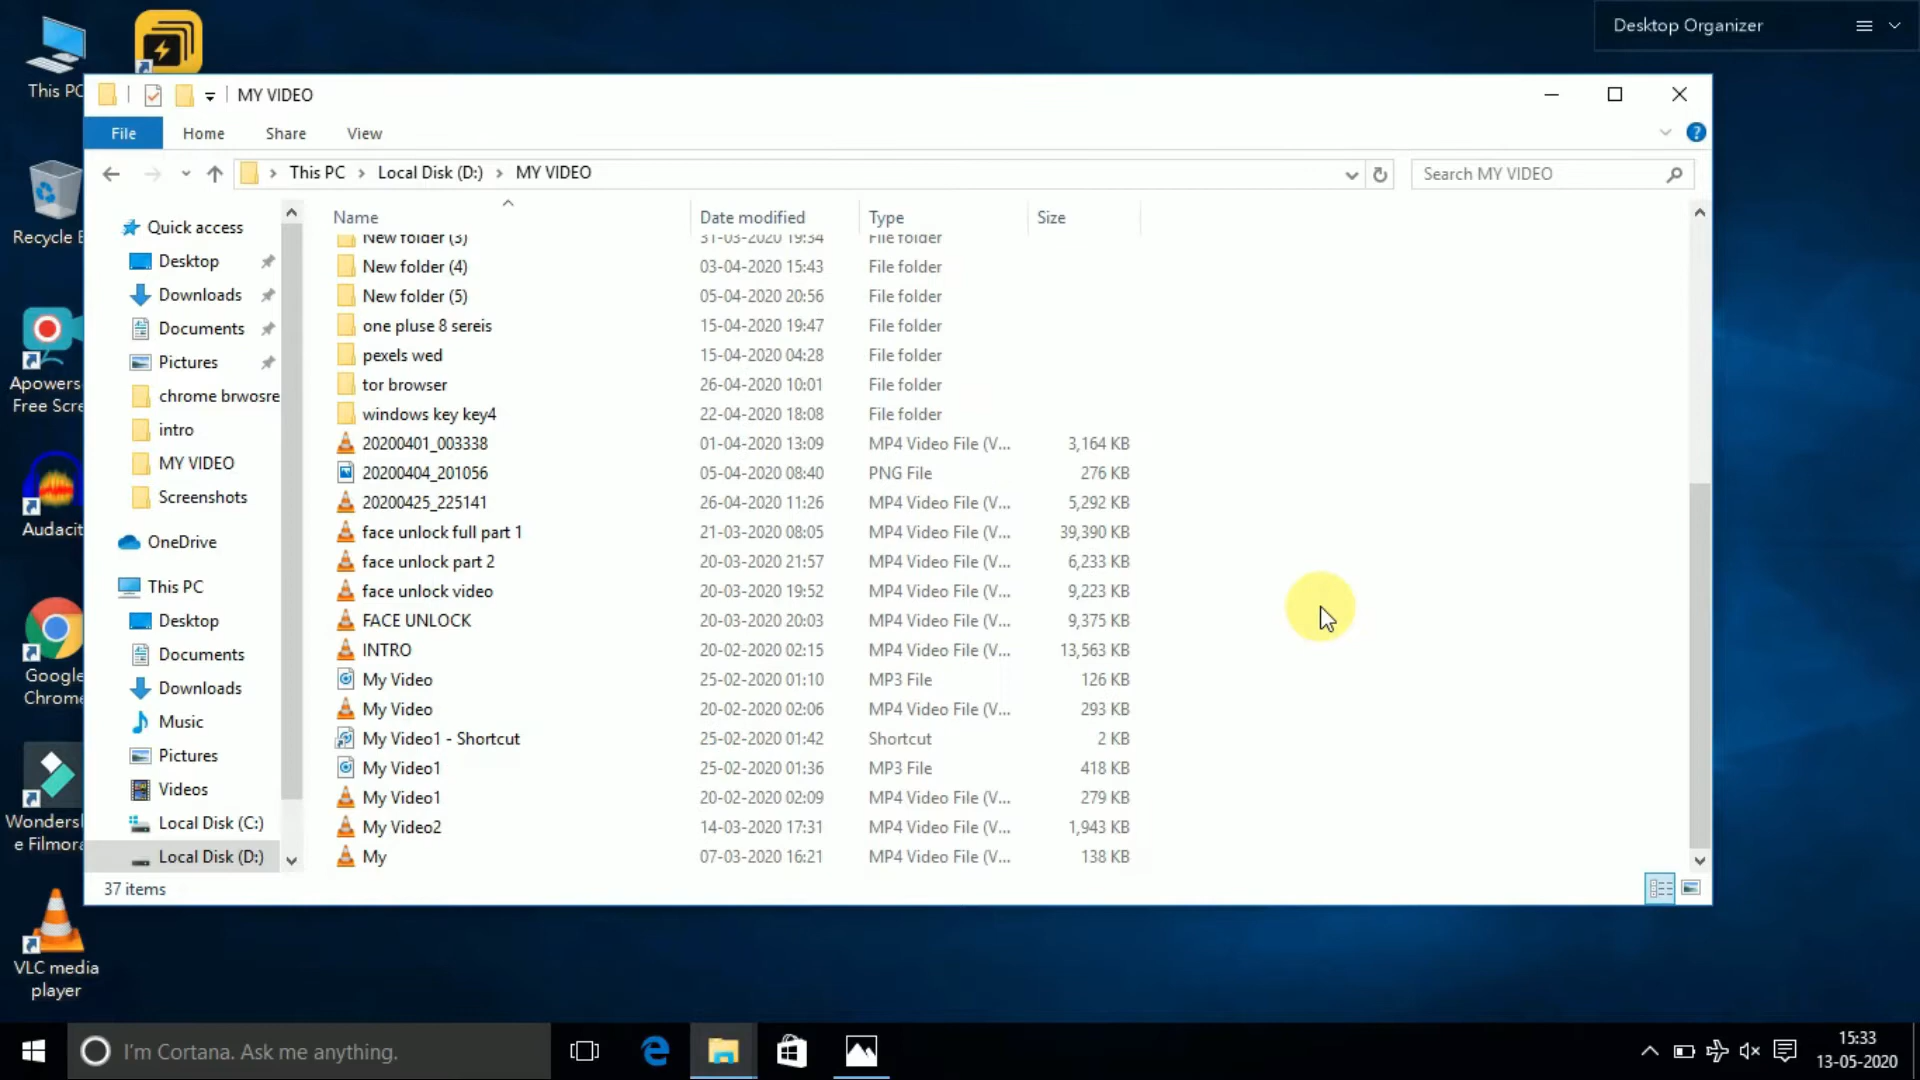 Desktop Organizer
This PC
MY VIDEO
File Home Share View
This PC Local Disk (D:) MY VIDEO
Search MY VIDEO
Name Date modified Type Size
New folder (3) 31-03-2020 19:34 File folder
New folder (4) 03-04-2020 15:43 File folder
New folder (5) 05-04-2020 20:56 File folder
one pluse 8 sereis 15-04-2020 19:47 File folder
pexels wed 15-04-2020 04:28 File folder
tor browser 26-04-2020 10:01 File folder
windows key key4 22-04-2020 18:08 File folder
20200401_003338 01-04-2020 13:09 MP4 Video File (V... 3,164 KB
20200404_201056 05-04-2020 08:40 PNG File 276 KB
20200425_225141 26-04-2020 11:26 MP4 Video File (V... 5,292 KB
face unlock full part 1 21-03-2020 08:05 MP4 Video File (V... 39,390 KB
face unlock part 2 20-03-2020 21:57 MP4 Video File (V... 6,233 KB
face unlock video 20-03-2020 19:52 MP4 Video File (V... 9,223 KB
FACE UNLOCK 20-03-2020 20:03 MP4 Video File (V... 9,375 KB
INTRO 20-02-2020 02:15 MP4 Video File (V... 13,563 KB
My Video 25-02-2020 01:10 MP3 File 126 KB
My Video 20-02-2020 02:06 MP4 Video File (V... 293 KB
My Video1 - Shortcut 25-02-2020 01:42 Shortcut 2 KB
My Video1 25-02-2020 01:36 MP3 File 418 KB
My Video1 20-02-2020 02:09 MP4 Video File (V... 279 KB
My Video2 14-03-2020 17:31 MP4 Video File (V... 1,943 KB
My 07-03-2020 16:21 MP4 Video File (V... 138 KB
Quick access
Desktop
Downloads
Documents
Pictures
chrome brwosre
intro
MY VIDEO
Screenshots
OneDrive
This PC
Desktop
Documents
Downloads
Music
Pictures
Videos
Local Disk (C:)
Local Disk (D:)
37 items
Recycle B
Apowers
Free Scre
Audacit
Google
Chrome
Wonders
e Filmora
VLC media
player
I'm Cortana. Ask me anything.
15:33
13-05-2020